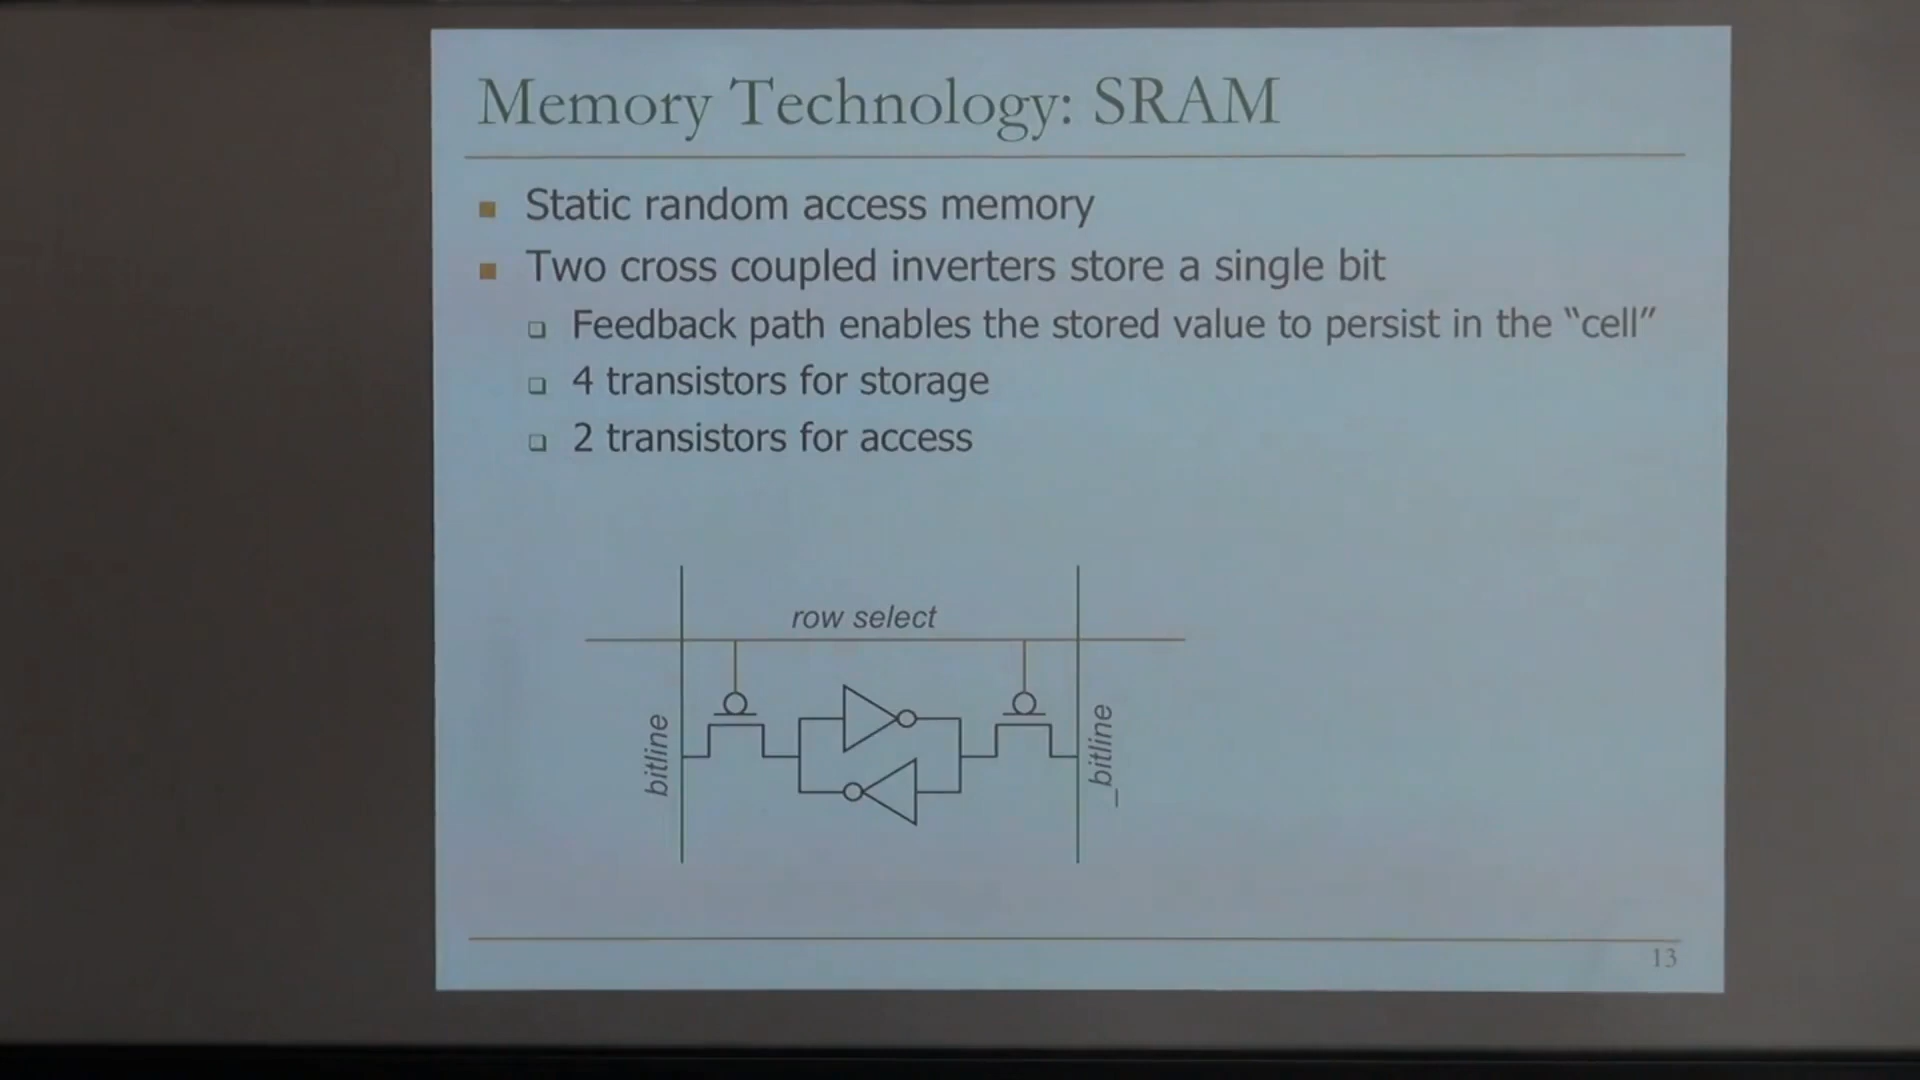 Memory Technology: SRAM
Static random access memory
Two cross coupled inverters store a single bit
Feedback path enables the stored value to persist in the “cell”
4 transistors for storage
2 transistors for access
row select
bitline
_bitline
13